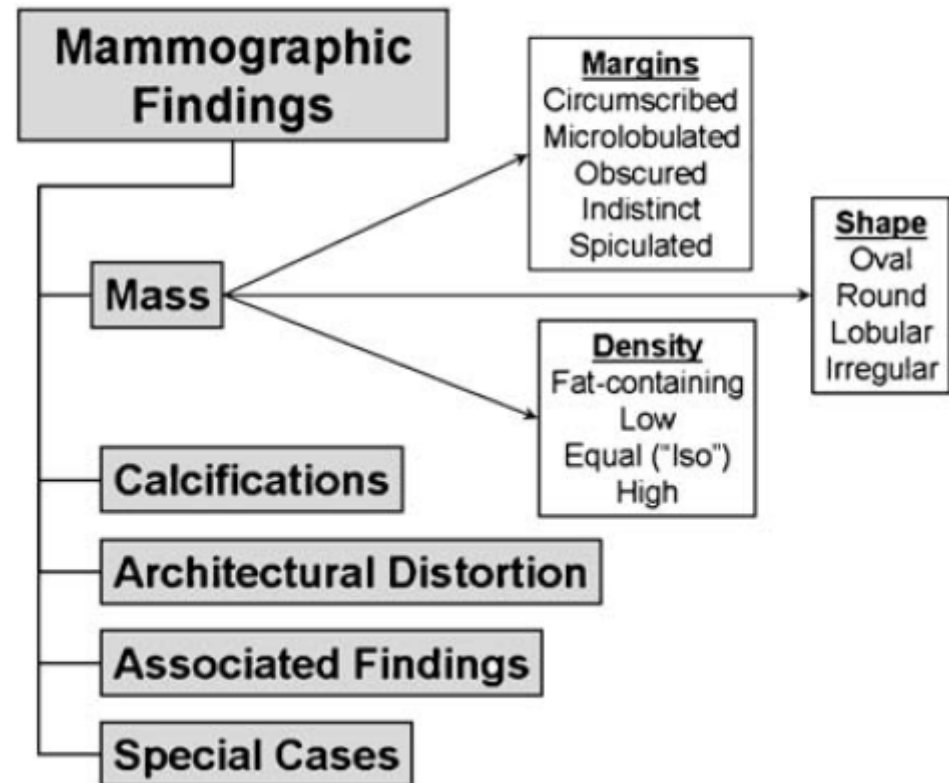 Mammographic
Findings
Mass
Margins
Circumscribed
Microlobulated
Obscured
Indistinct
Spiculated
Shape
Oval
Round
Lobular
Irregular
Density
Fat-containing
Low
Equal ("Iso")
High
Calcifications
Architectural Distortion
Associated Findings
Special Cases